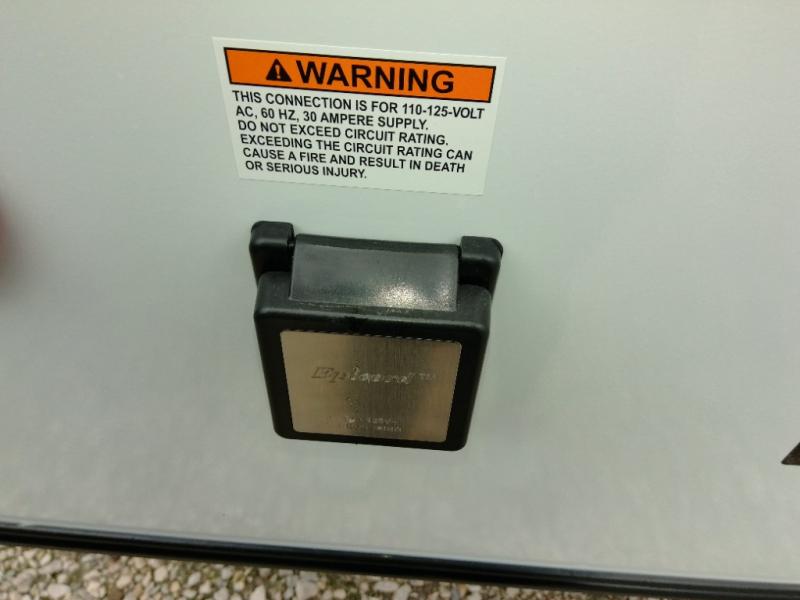 WARNING
THIS CONNECTION IS FOR 110-125-VOLT
AC, 60 HZ, 30 AMPERE SUPPLY.
DO NOT EXCEED CIRCUIT RATING.
EXCEEDING THE CIRCUIT RATING CAN
CAUSE A FIRE AND RESULT IN DEATH
OR SERIOUS INJURY.